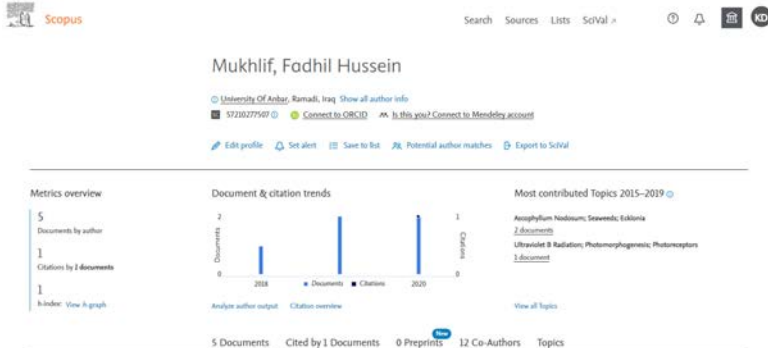 Scopus
Search Sources Lists SciVal
KD
Mukhlif, Fadhil Hussein
University Of Anbar, Ramadi, Iraq Show all author info
57210277507 Connect to ORCID Is this you? Connect to Mendeley account
Edit profile Set alert Save to list Potential author matches Export to SciVal
Metrics overview
5
Documents by author
1
Citations by 1 documents
1
h-index: View h-graph
Document & citation trends
2
0
Documents
1
0
Citations
2018
2020
Documents Citations
Analyze author output Citation overview
Most contributed Topics 2015–2019
Ascophyllum Nodosum; Seaweeds; Ecklonia
2 documents
Ultraviolet B Radiation; Photomorphogenesis; Photoreceptors
1 document
View all Topics
New
5 Documents Cited by 1 Documents 0 Preprints 12 Co-Authors Topics